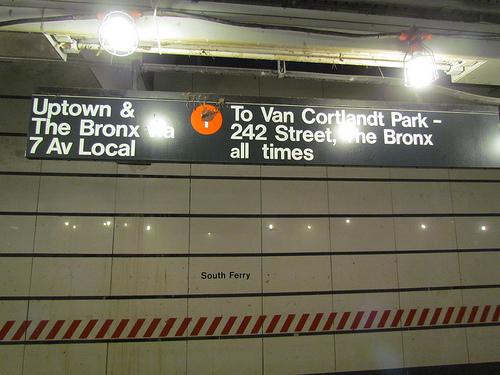 Uptown &
The Bronx via
7 Av Local
1
To Van Cortlandt Park -
242 Street, The Bronx
all times
South Ferry